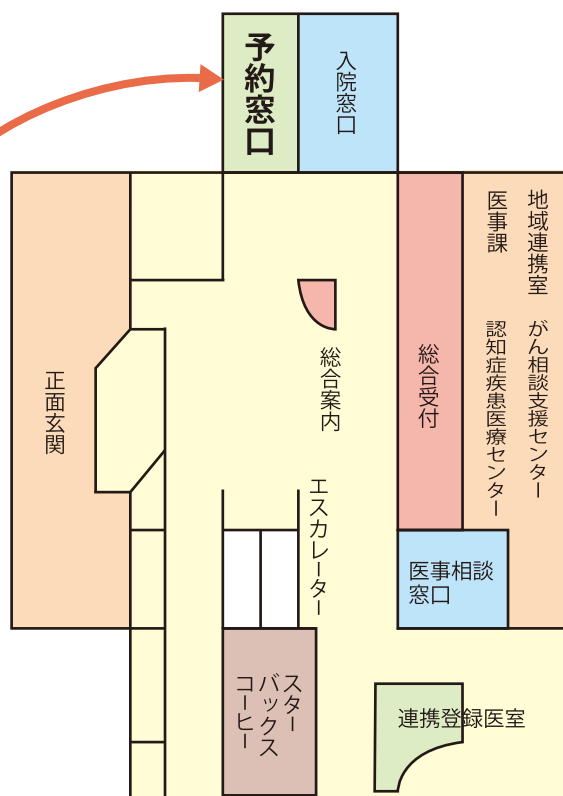 予約窓口
入院窓口
地域連携室 がん相談支援センター
医事課 認知症疾患医療センター
正面玄関
総合案内
総合受付
エスカレーター
医事相談
窓口
スター
バックス
コーヒー
連携登録医室